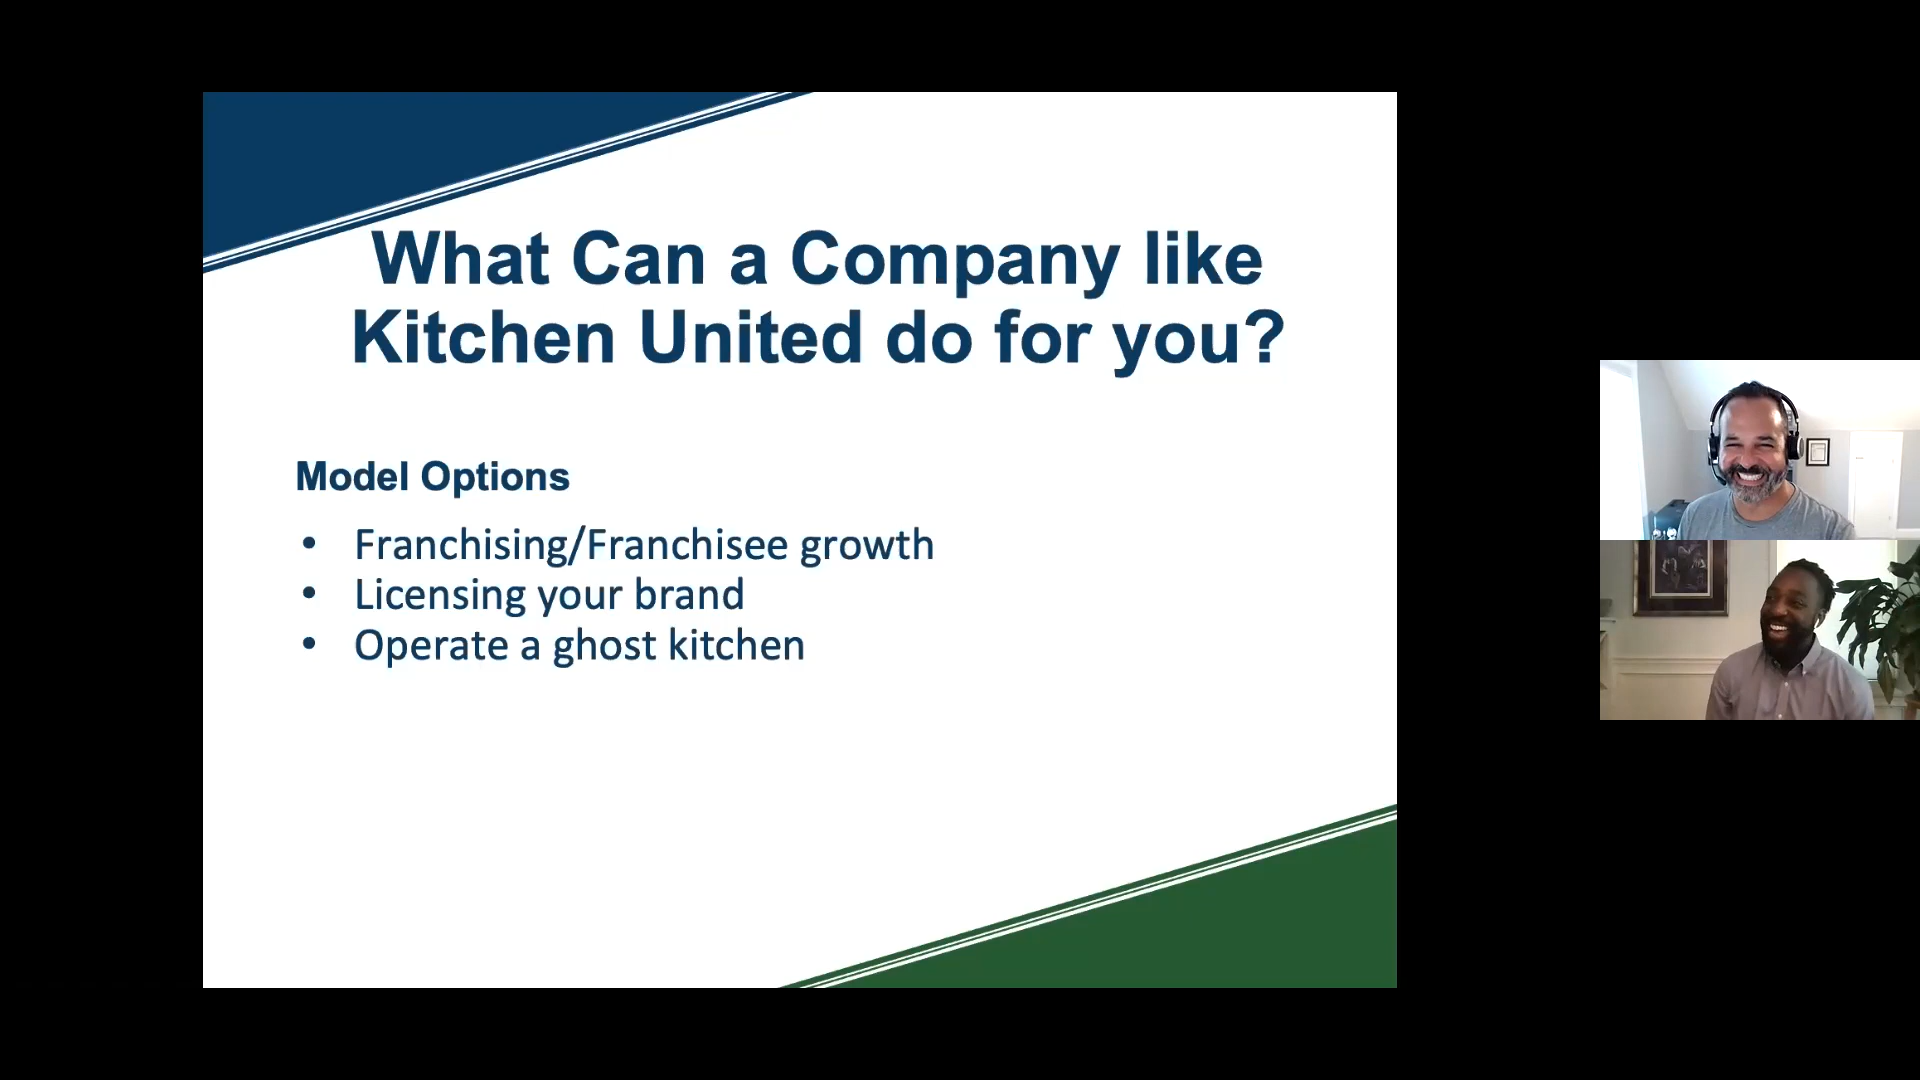 What Can a Company like
Kitchen United do for you?
Model Options
• Franchising/Franchisee growth
• Licensing your brand
• Operate a ghost kitchen